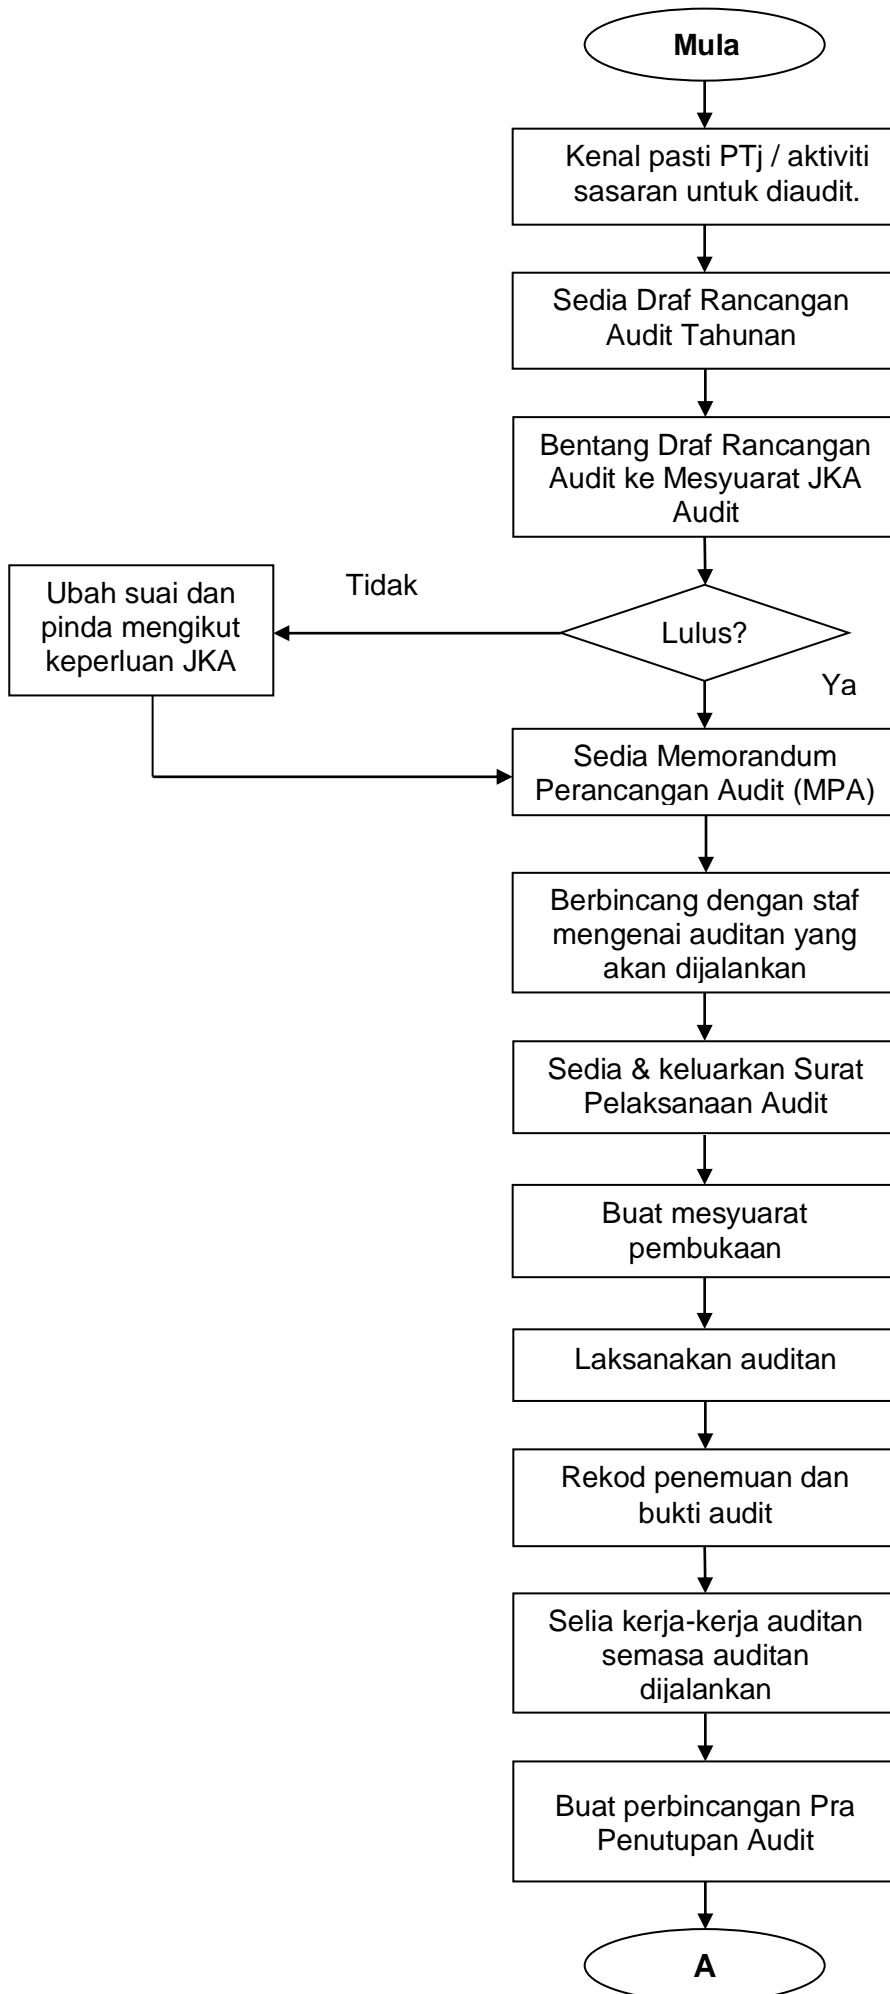 Mula
Kenal pasti PTj / aktiviti
sasaran untuk diaudit.
Sedia Draf Rancangan
Audit Tahunan
Bentang Draf Rancangan
Audit ke Mesyuarat JKA
Audit
Lulus?
Tidak
Ubah suai dan
pinda mengikut
keperluan JKA
Ya
Sedia Memorandum
Perancangan Audit (MPA)
Berbincang dengan staf
mengenai auditan yang
akan dijalankan
Sedia & keluarkan Surat
Pelaksanaan Audit
Buat mesyuarat
pembukaan
Laksanakan auditan
Rekod penemuan dan
bukti audit
Selia kerja-kerja auditan
semasa auditan
dijalankan
Buat perbincangan Pra
Penutupan Audit
A